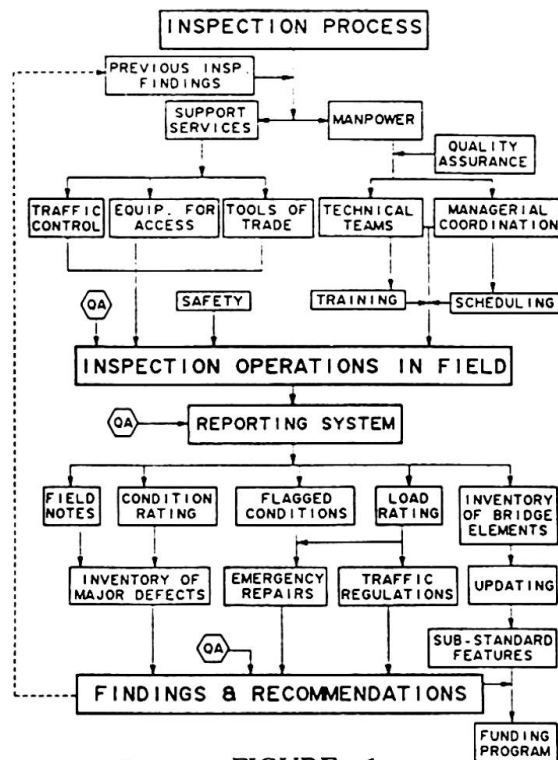 INSPECTION PROCESS
PREVIOUS INSP.
FINDINGS
SUPPORT
SERVICES
MANPOWER
QUALITY
ASSURANCE
TRAFFIC
CONTROL
EQUIP. FOR
ACCESS
TOOLS OF
TRADE
TECHNICAL
TEAMS
MANAGERIAL
COORDINATION
QA
SAFETY
TRAINING
SCHEDULING
INSPECTION OPERATIONS IN FIELD
QA
REPORTING SYSTEM
FIELD
NOTES
CONDITION
RATING
FLAGGED
CONDITIONS
LOAD
RATING
INVENTORY
OF BRIDGE
ELEMENTS
INVENTORY OF
MAJOR DEFECTS
EMERGENCY
REPAIRS
TRAFFIC
REGULATIONS
UPDATING
SUB-STANDARD
FEATURES
QA
FINDINGS & RECOMMENDATIONS
FUNDING
PROGRAM